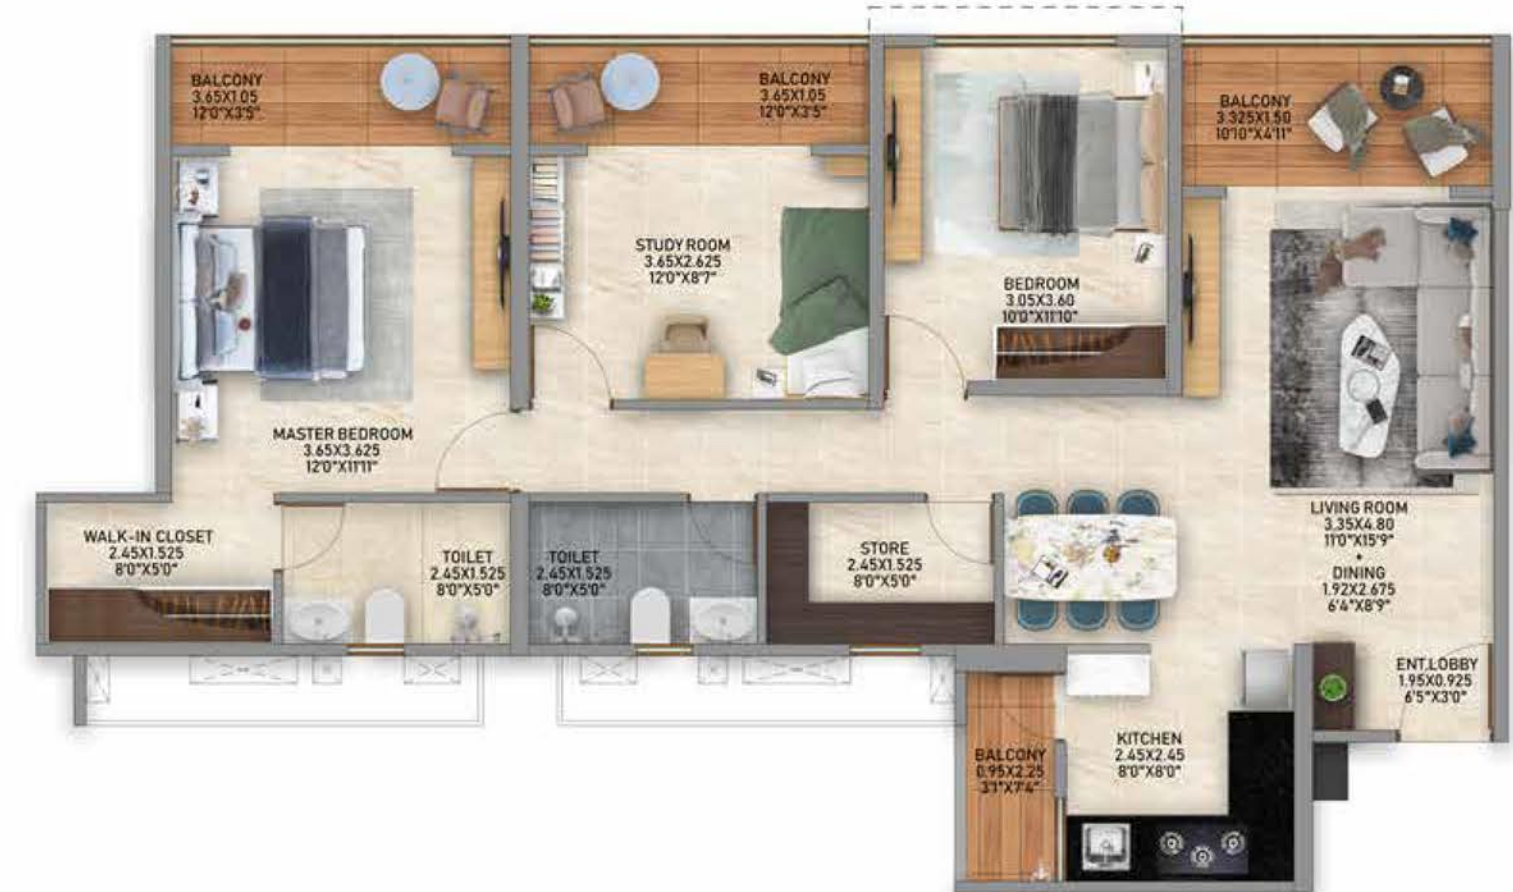 BALCONY
3.65X1.05
12'0"X3'5"
BALCONY
3.65X1.05
12'0"X3'5"
BALCONY
3.325X1.50
10'10"X4'11"
STUDY ROOM
3.65X2.625
12'0"X8'7"
BEDROOM
3.05X3.60
10'0"X11'10"
MASTER BEDROOM
3.65X3.625
12'0"X11'11"
LIVING ROOM
3.35X4.80
11'0"X15'9"
•
DINING
1.92X2.675
6'4"X8'9"
WALK-IN CLOSET
2.45X1.525
8'0"X5'0"
TOILET
2.45X1.525
8'0"X5'0"
TOILET
2.45X1.525
8'0"X5'0"
STORE
2.45X1.525
8'0"X5'0"
ENT.LOBBY
1.95X0.925
6'5"X3'0"
BALCONY
0.95X2.25
3'1"X7'4"
KITCHEN
2.45X2.45
8'0"X8'0"